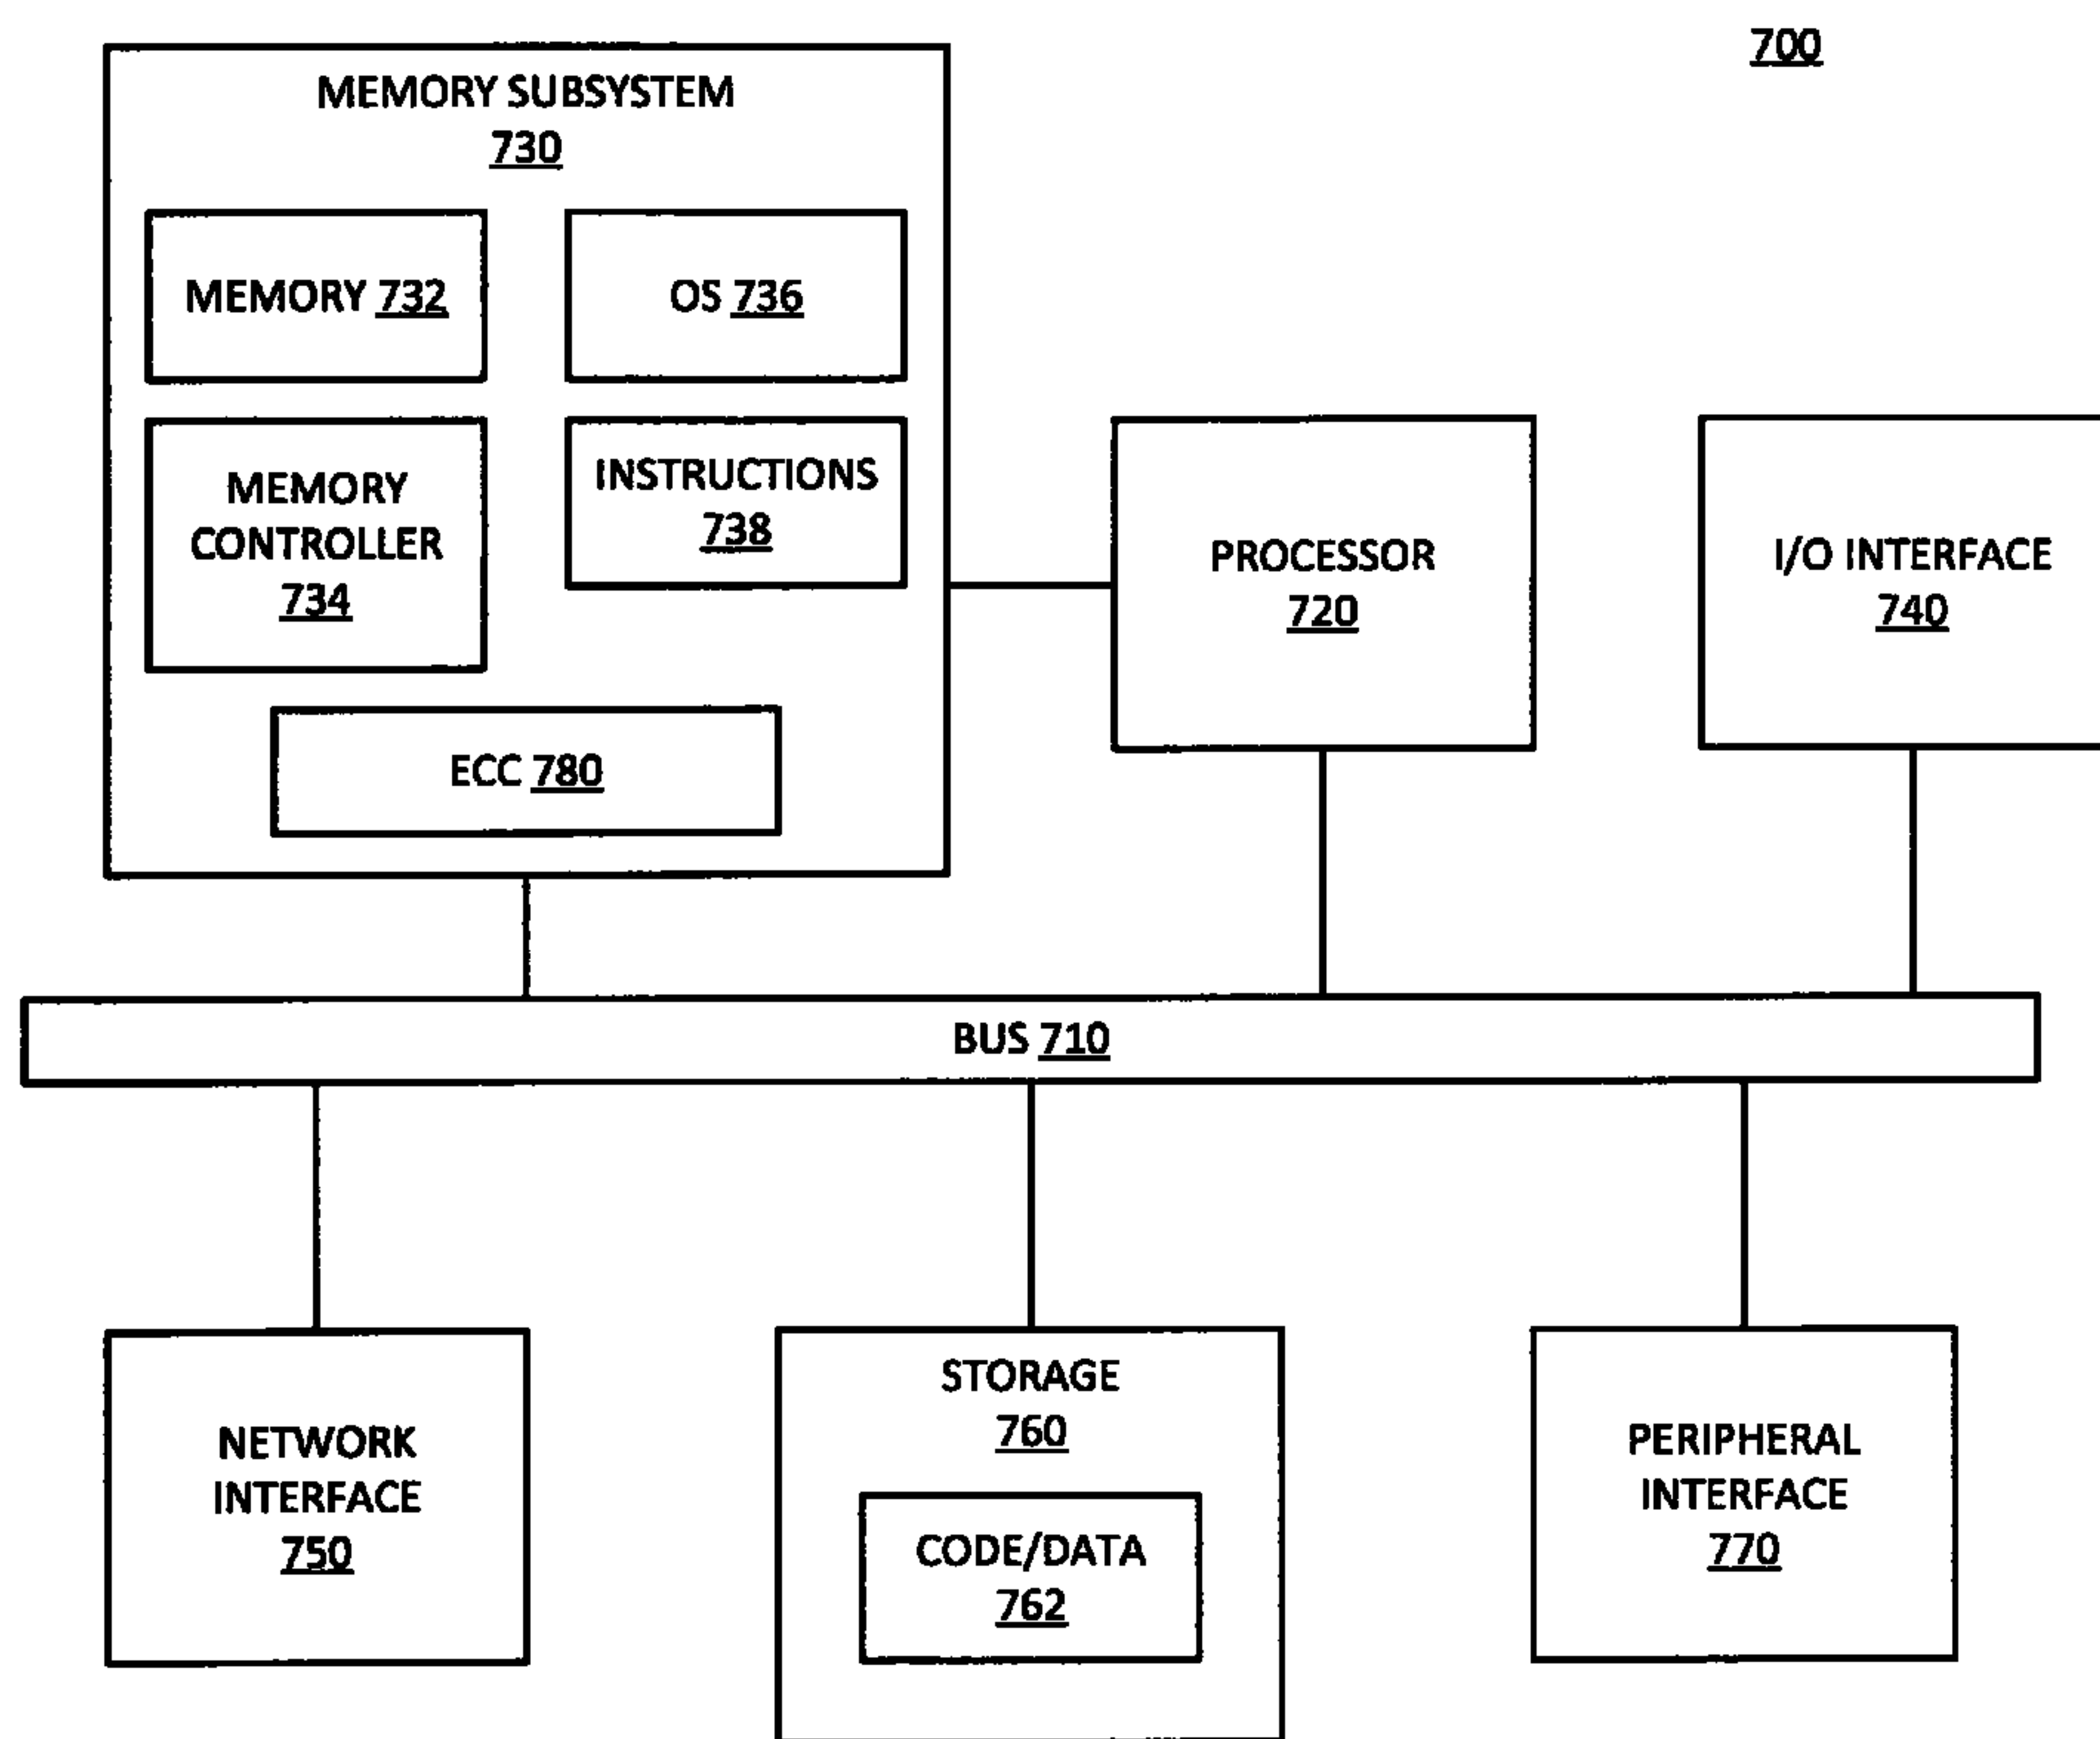 700
MEMORY SUBSYSTEM
730
MEMORY 732
OS 736
MEMORY
CONTROLLER
734
INSTRUCTIONS
738
ECC 780
PROCESSOR
720
I/O INTERFACE
740
BUS 710
NETWORK
INTERFACE
750
STORAGE
760
CODE/DATA
762
PERIPHERAL
INTERFACE
770